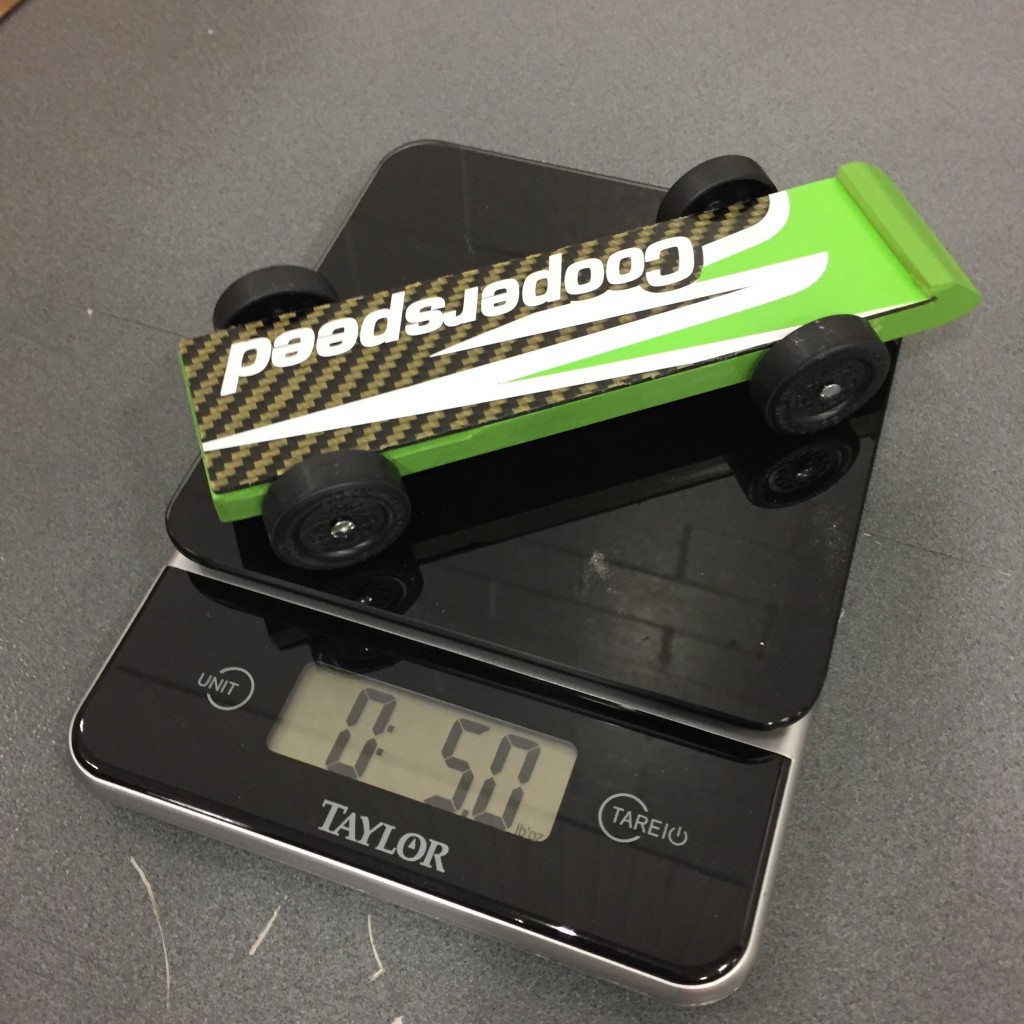 Cooperspeed
UNIT
0: 5.0
lb:oz
TARE|⏻
TAYLOR